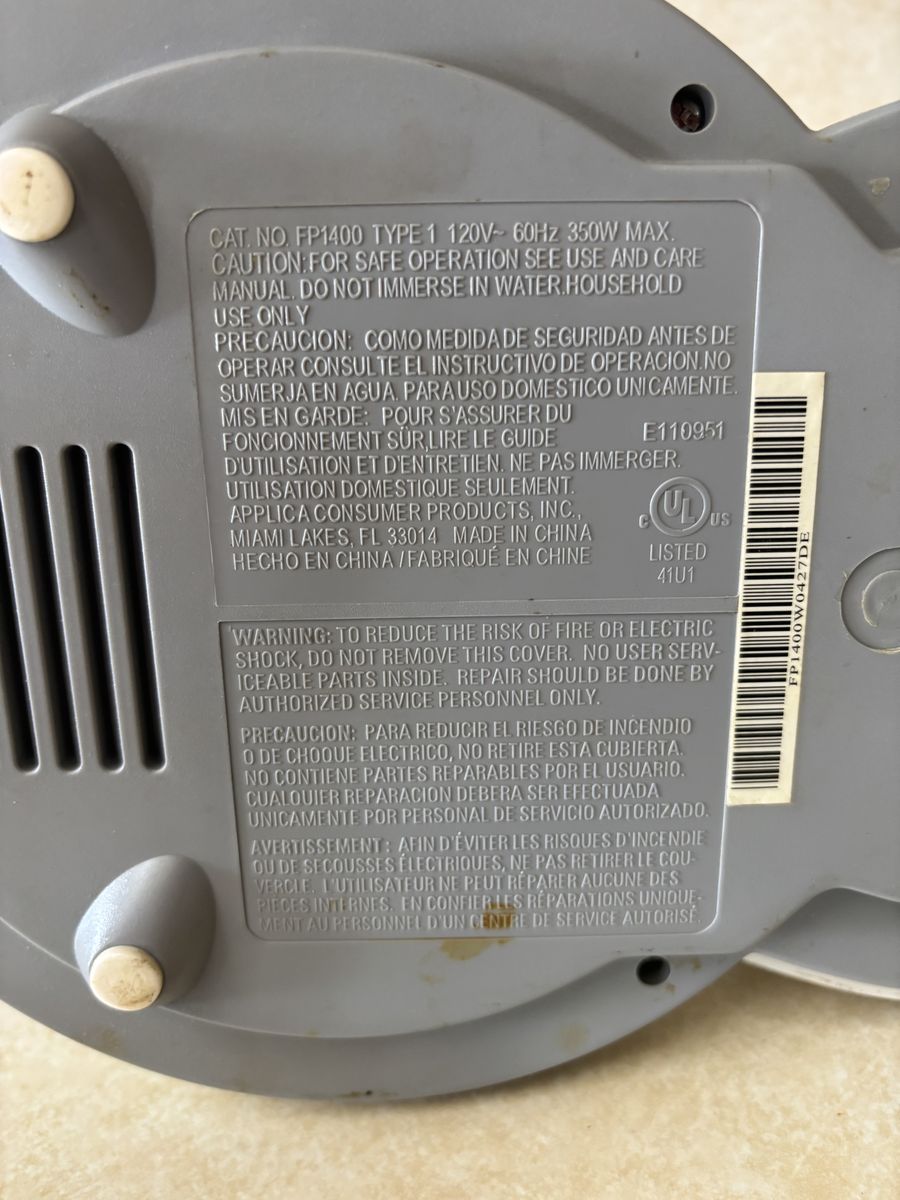 CAT. NO. FP1400 TYPE 1 120V~ 60Hz 350W MAX.
CAUTION: FOR SAFE OPERATION SEE USE AND CARE
MANUAL. DO NOT IMMERSE IN WATER.HOUSEHOLD
USE ONLY
PRECAUCION: COMO MEDIDA DE SEGURIDAD ANTES DE
OPERAR CONSULTE EL INSTRUCTIVO DE OPERACION.NO
SUMERJA EN AGUA. PARA USO DOMESTICO UNICAMENTE.
MIS EN GARDE: POUR S'ASSURER DU
FONCIONNEMENT SÜR,LIRE LE GUIDE
D'UTILISATION ET D'ENTRETIEN. NE PAS IMMERGER.
UTILISATION DOMESTIQUE SEULEMENT.
APPLICA CONSUMER PRODUCTS, INC.,
MIAMI LAKES, FL 33014 MADE IN CHINA
HECHO EN CHINA / FABRIQUÉ EN CHINE
E110951
C UL US
LISTED
41U1
WARNING: TO REDUCE THE RISK OF FIRE OR ELECTRIC
SHOCK, DO NOT REMOVE THIS COVER. NO USER SERV-
ICEABLE PARTS INSIDE. REPAIR SHOULD BE DONE BY
AUTHORIZED SERVICE PERSONNEL ONLY.
PRECAUCION: PARA REDUCIR EL RIESGO DE INCENDIO
O DE CHOQUE ELECTRICO, NO RETIRE ESTA CUBIERTA.
NO CONTIENE PARTES REPARABLES POR EL USUARIO.
CUALQUIER REPARACION DEBERA SER EFECTUADA
UNICAMENTE POR PERSONAL DE SERVICIO AUTORIZADO.
AVERTISSEMENT: AFIN D'ÉVITER LES RISQUES D'INCENDIE
OU DE SECOUSSES ÉLECTRIQUES, NE PAS RETIRER LE COU-
VERCLE. L'UTILISATEUR NE PEUT RÉPARER AUCUNE DES
PIECES INTERNES. EN CONFIER LES RÉPARATIONS UNIQUE-
MENT AU PERSONNEL D'UN CENTRE DE SERVICE AUTORISÉ.
FP1400W0427DE